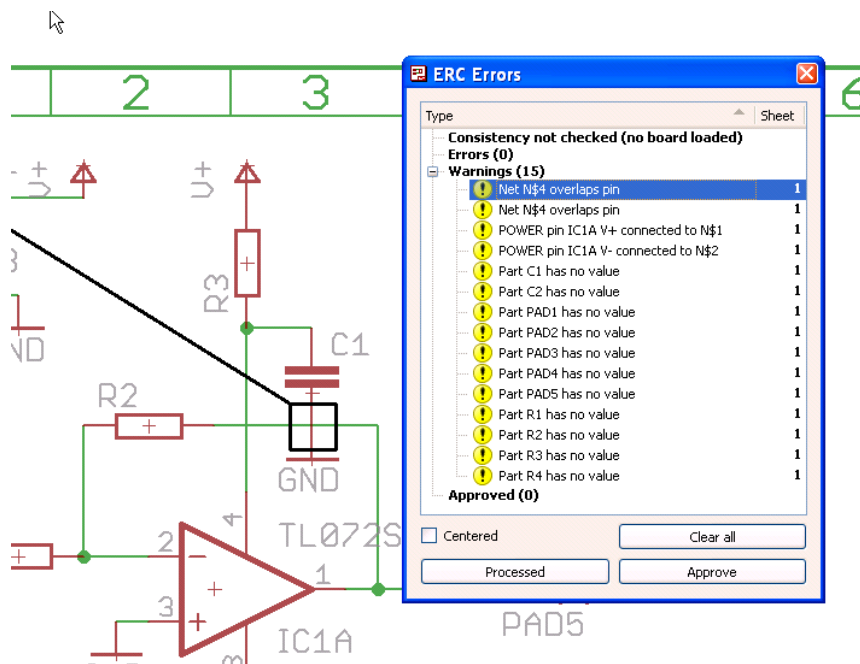 2
3
6
V+
V+
R3
C1
ND
R2
GND
4
TL072S
2
1
3
IC1A
8
PAD5
ERC Errors
Type Sheet
Consistency not checked (no board loaded)
Errors (0)
Warnings (15)
Net N$4 overlaps pin 1
Net N$4 overlaps pin 1
POWER pin IC1A V+ connected to N$1 1
POWER pin IC1A V- connected to N$2 1
Part C1 has no value 1
Part C2 has no value 1
Part PAD1 has no value 1
Part PAD2 has no value 1
Part PAD3 has no value 1
Part PAD4 has no value 1
Part PAD5 has no value 1
Part R1 has no value 1
Part R2 has no value 1
Part R3 has no value 1
Part R4 has no value 1
Approved (0)
Centered
Clear all
Processed
Approve